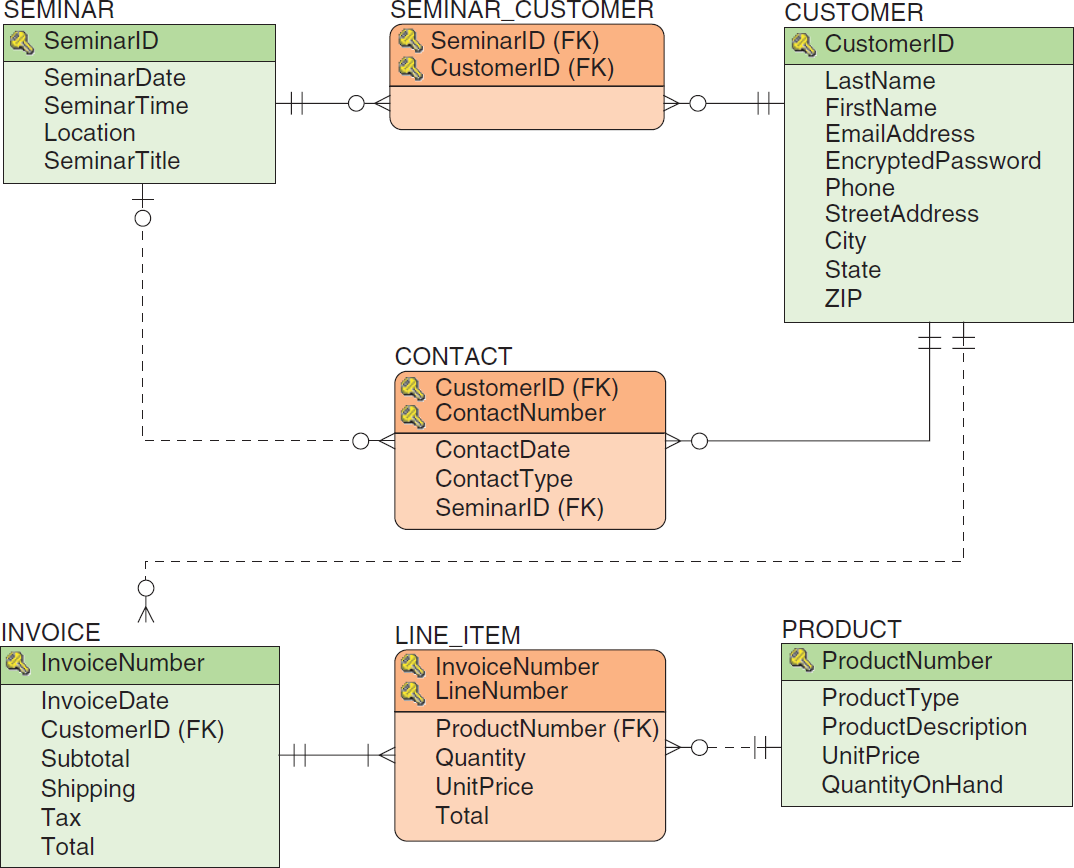 SEMINAR
SeminarID
SeminarDate
SeminarTime
Location
SeminarTitle
SEMINAR_CUSTOMER
SeminarID (FK)
CustomerID (FK)
CUSTOMER
CustomerID
LastName
FirstName
EmailAddress
EncryptedPassword
Phone
StreetAddress
City
State
ZIP
CONTACT
CustomerID (FK)
ContactNumber
ContactDate
ContactType
SeminarID (FK)
INVOICE
InvoiceNumber
InvoiceDate
CustomerID (FK)
Subtotal
Shipping
Tax
Total
LINE_ITEM
InvoiceNumber
LineNumber
ProductNumber (FK)
Quantity
UnitPrice
Total
PRODUCT
ProductNumber
ProductType
ProductDescription
UnitPrice
QuantityOnHand